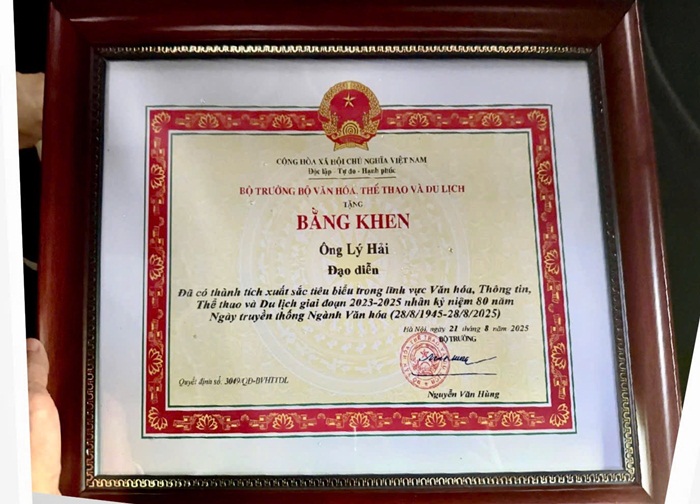 CỘNG HÒA XÃ HỘI CHỦ NGHĨA VIỆT NAM
Độc lập - Tự do - Hạnh phúc
BỘ TRƯỞNG BỘ VĂN HÓA, THỂ THAO VÀ DU LỊCH
TẶNG
BẰNG KHEN
Ông Lý Hải
Đạo diễn
Đã có thành tích xuất sắc tiêu biểu trong lĩnh vực Văn hóa, Thông tin,
Thể thao và Du lịch giai đoạn 2023-2025 nhân kỷ niệm 80 năm
Ngày truyền thống Ngành Văn hóa (28/8/1945-28/8/2025)
Hà Nội, ngày 21 tháng 8 năm 2025
BỘ TRƯỞNG
Quyết định số: 3049/QĐ-BVHTTDL
Nguyễn Văn Hùng